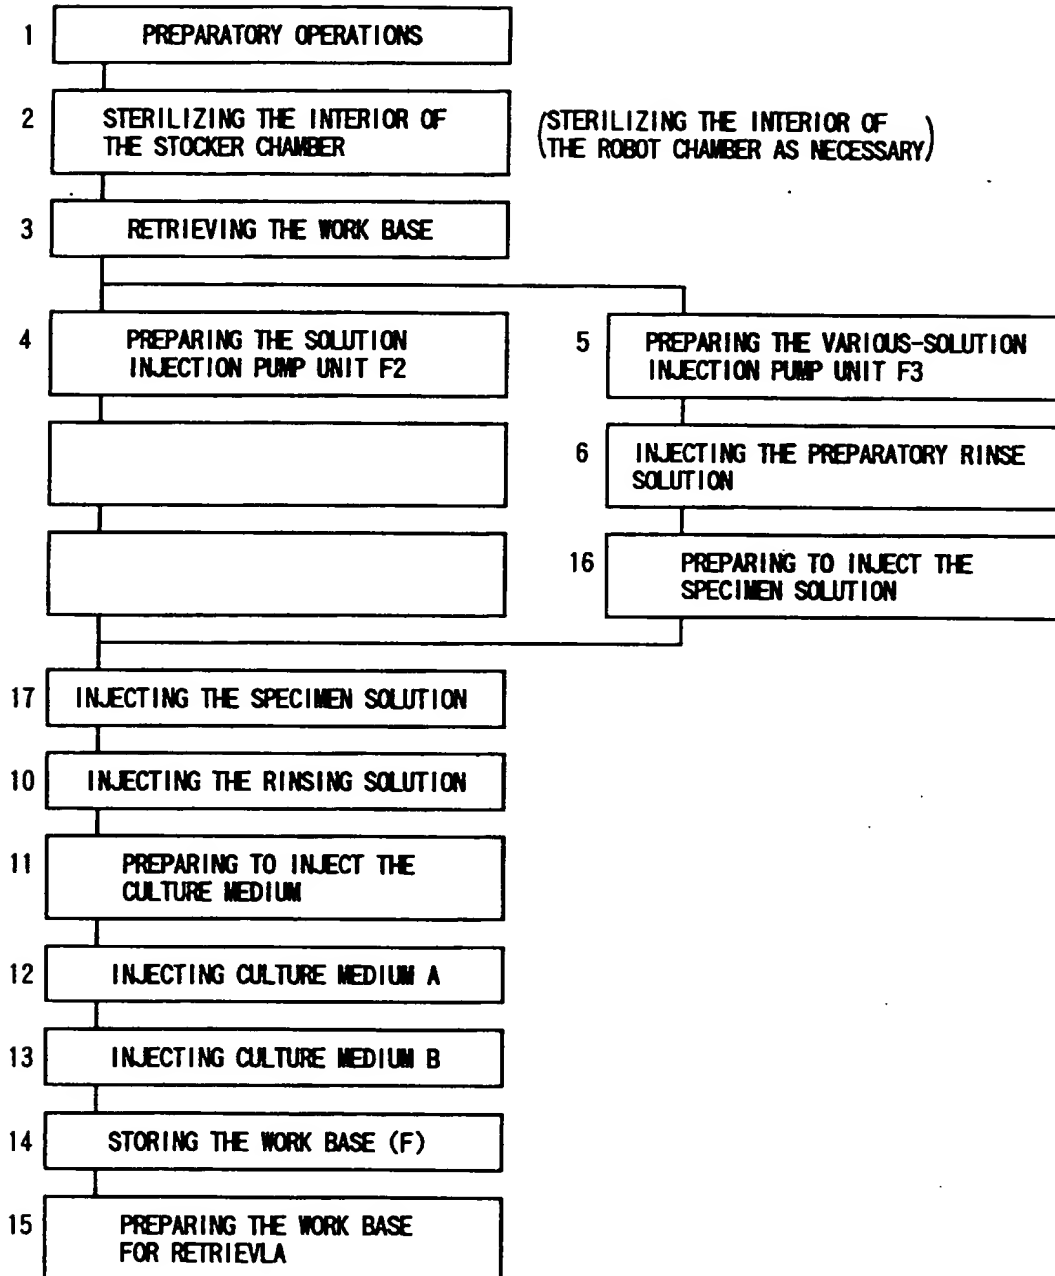 1 PREPARATORY OPERATIONS
2 STERILIZING THE INTERIOR OF
THE STOCKER CHAMBER
(STERILIZING THE INTERIOR OF
THE ROBOT CHAMBER AS NECESSARY)
3 RETRIEVING THE WORK BASE
4 PREPARING THE SOLUTION
INJECTION PUMP UNIT F2
5 PREPARING THE VARIOUS-SOLUTION
INJECTION PUMP UNIT F3
6 INJECTING THE PREPARATORY RINSE
SOLUTION
16 PREPARING TO INJECT THE
SPECIMEN SOLUTION
17 INJECTING THE SPECIMEN SOLUTION
10 INJECTING THE RINSING SOLUTION
11 PREPARING TO INJECT THE
CULTURE MEDIUM
12 INJECTING CULTURE MEDIUM A
13 INJECTING CULTURE MEDIUM B
14 STORING THE WORK BASE (F)
15 PREPARING THE WORK BASE
FOR RETRIEVLA